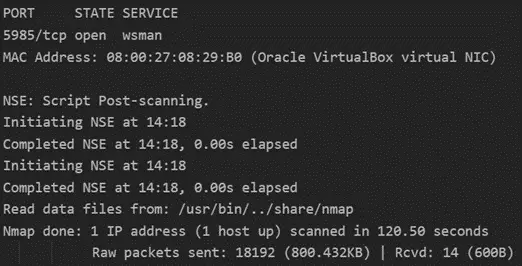 PORT     STATE SERVICE
5985/tcp open  wsman
MAC Address: 08:00:27:08:29:B0 (Oracle VirtualBox virtual NIC)
NSE: Script Post-scanning.
Initiating NSE at 14:18
Completed NSE at 14:18, 0.00s elapsed
Initiating NSE at 14:18
Completed NSE at 14:18, 0.00s elapsed
Read data files from: /usr/bin/../share/nmap
Nmap done: 1 IP address (1 host up) scanned in 120.50 seconds
Raw packets sent: 18192 (800.432KB) | Rcvd: 14 (600B)